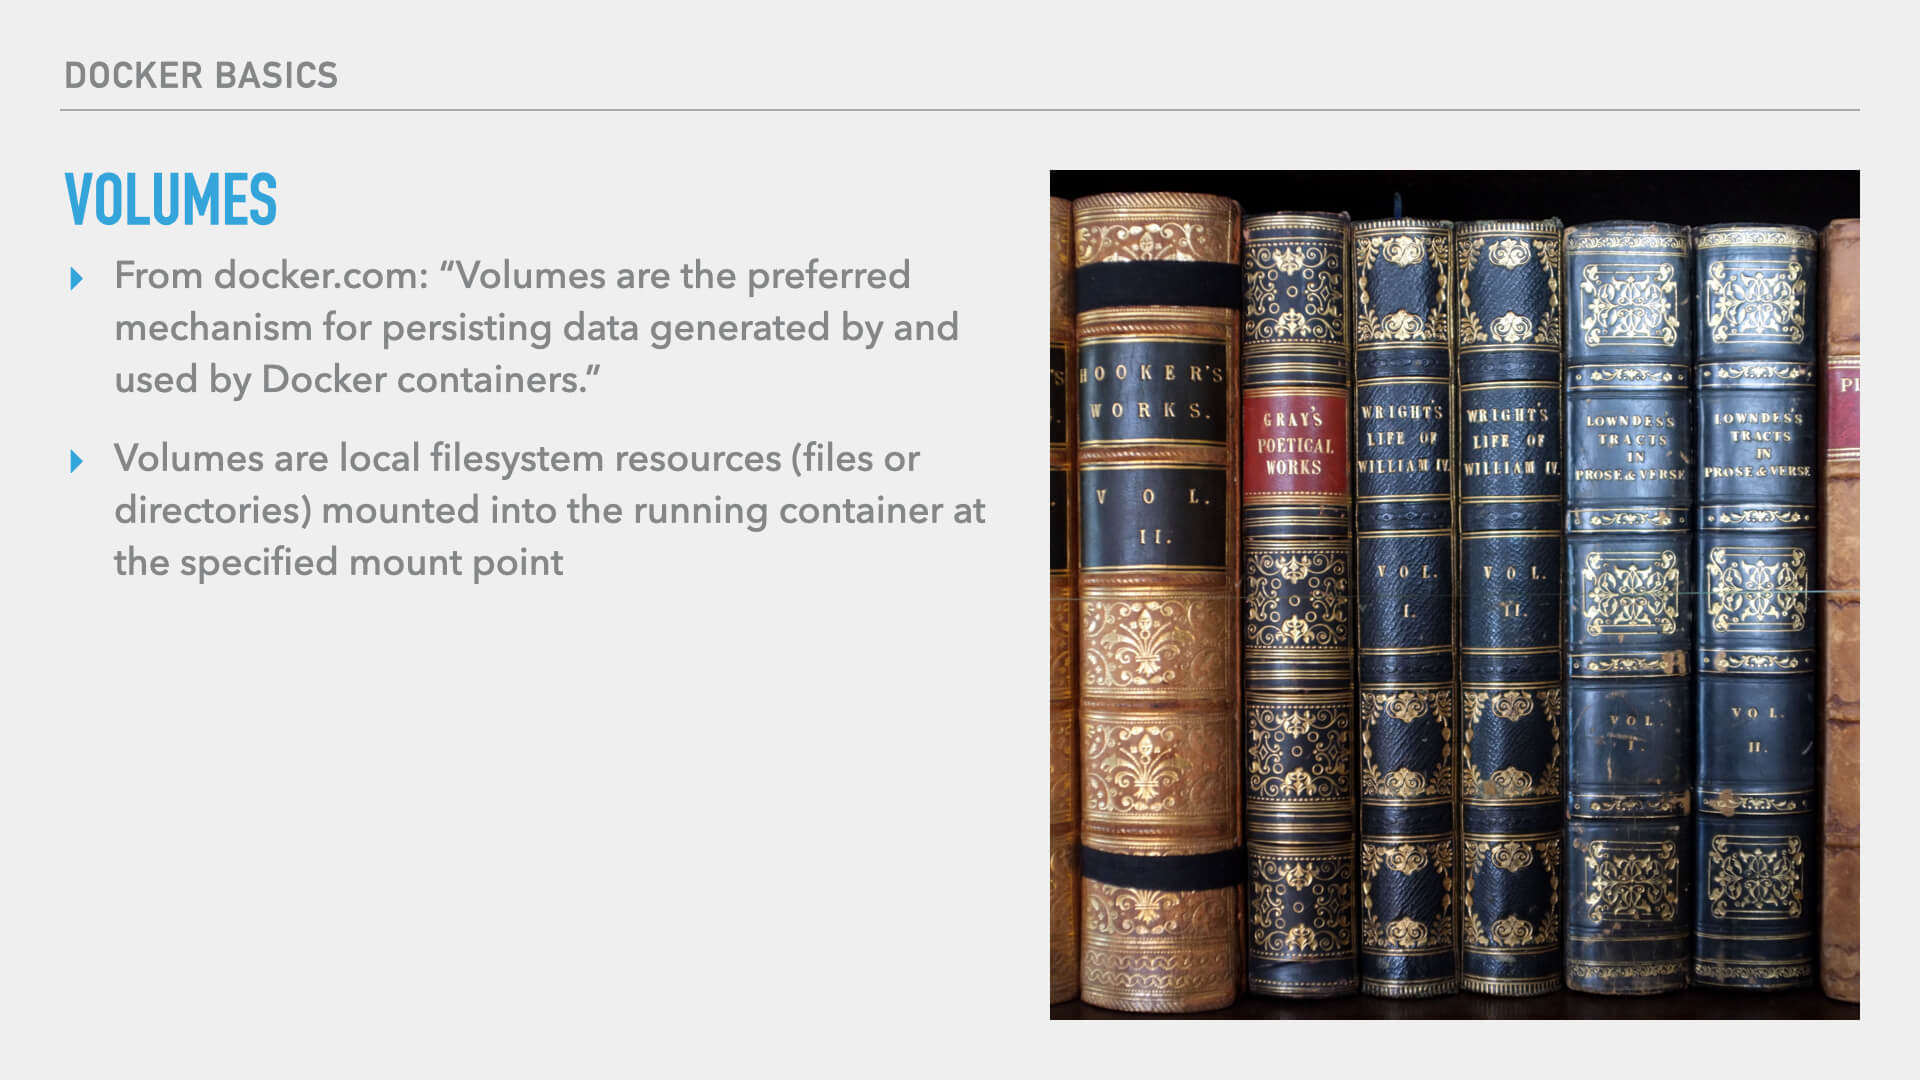 DOCKER BASICS
VOLUMES
From docker.com: “Volumes are the preferred
mechanism for persisting data generated by and
used by Docker containers.”
Volumes are local filesystem resources (files or
directories) mounted into the running container at
the specified mount point
HOOKER'S
WORKS.
VOL.
II.
GRAY'S
POETICAL
WORKS
WRIGHT'S
LIFE OF
WILLIAM IV.
VOL.
I.
WRIGHT'S
LIFE OF
WILLIAM IV.
VOL.
II.
LOWNDES'S
TRACTS
IN
PROSE & VERSE
VOL.
I.
LOWNDES'S
TRACTS
IN
PROSE & VERSE
VOL.
II.